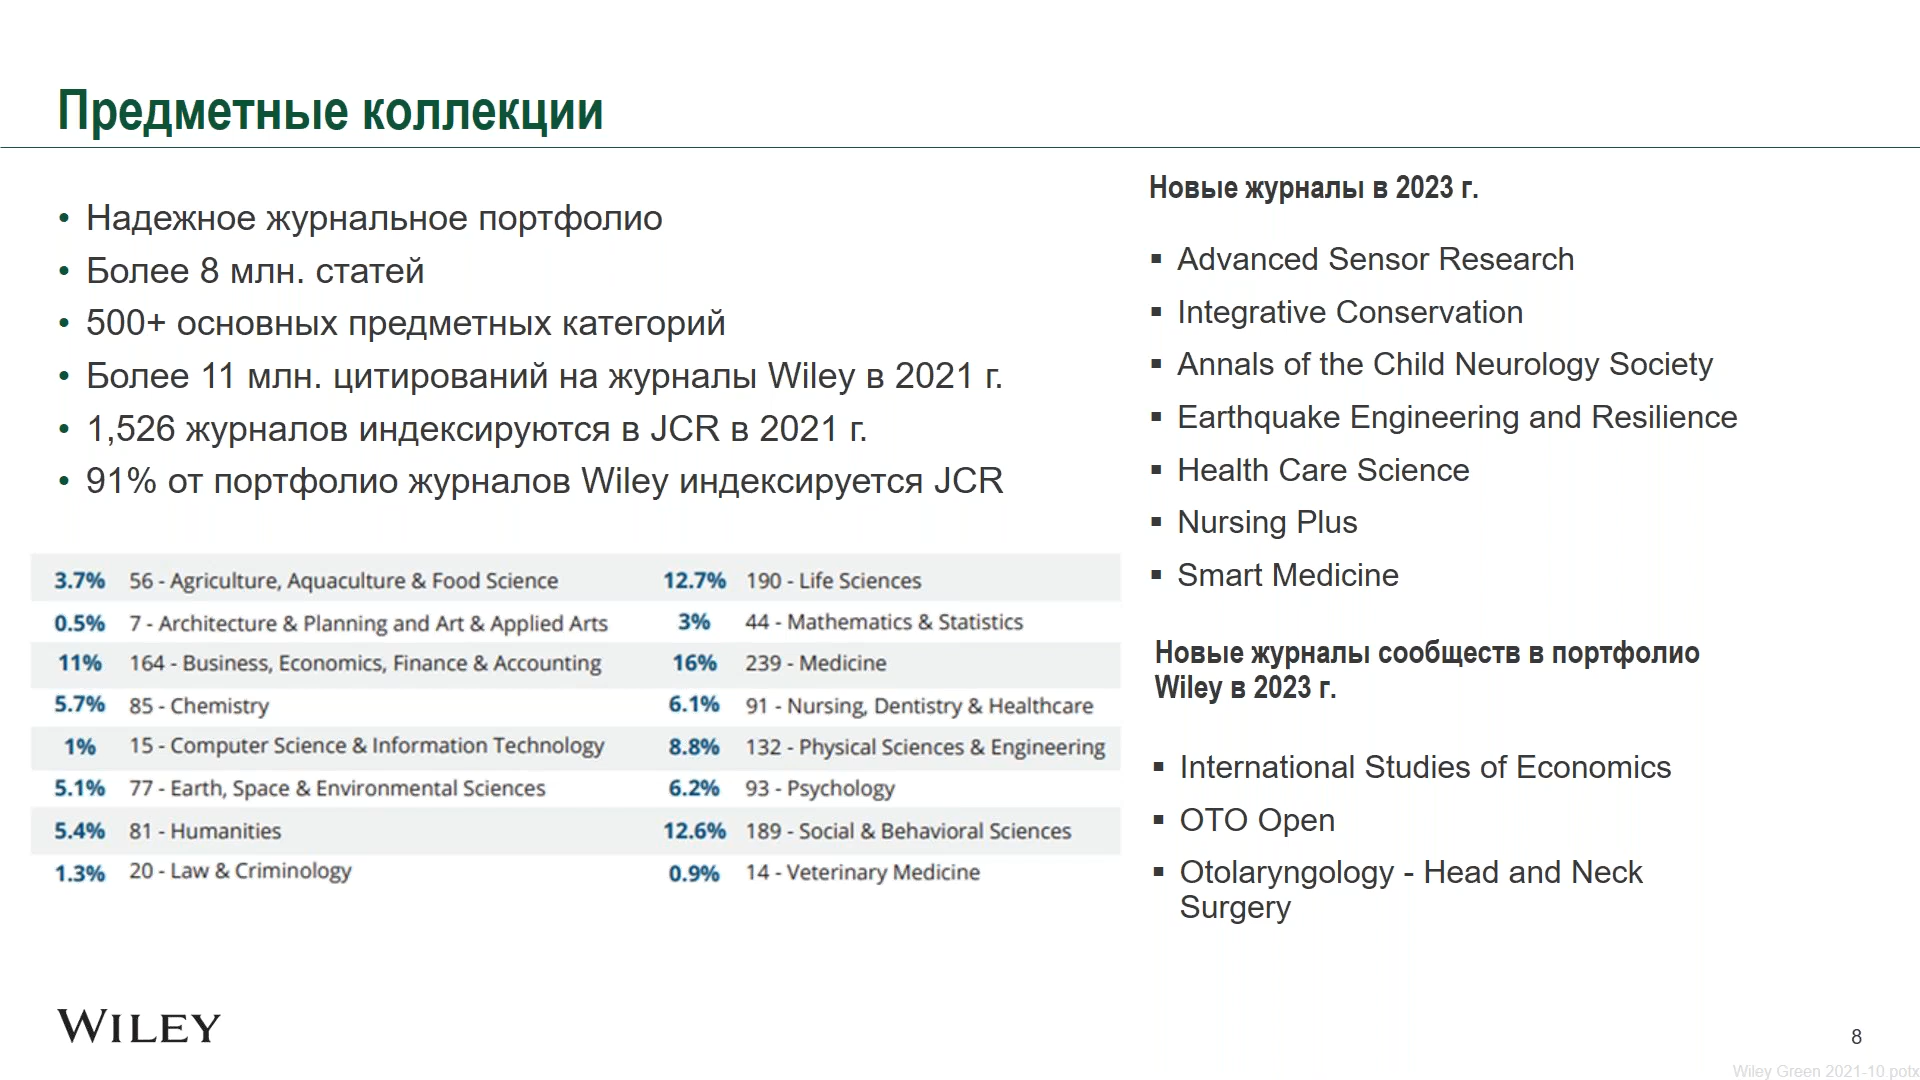 Предметные коллекции
• Надежное журнальное портфолио
• Более 8 млн. статей
• 500+ основных предметных категорий
• Более 11 млн. цитирований на журналы Wiley в 2021 г.
• 1,526 журналов индексируются в JCR в 2021 г.
• 91% от портфолио журналов Wiley индексируется JCR
3.7% 56 - Agriculture, Aquaculture & Food Science
0.5% 7 - Architecture & Planning and Art & Applied Arts
11% 164 - Business, Economics, Finance & Accounting
5.7% 85 - Chemistry
1% 15 - Computer Science & Information Technology
5.1% 77 - Earth, Space & Environmental Sciences
5.4% 81 - Humanities
1.3% 20 - Law & Criminology
12.7% 190 - Life Sciences
3% 44 - Mathematics & Statistics
16% 239 - Medicine
6.1% 91 - Nursing, Dentistry & Healthcare
8.8% 132 - Physical Sciences & Engineering
6.2% 93 - Psychology
12.6% 189 - Social & Behavioral Sciences
0.9% 14 - Veterinary Medicine
Новые журналы в 2023 г.
▪ Advanced Sensor Research
▪ Integrative Conservation
▪ Annals of the Child Neurology Society
▪ Earthquake Engineering and Resilience
▪ Health Care Science
▪ Nursing Plus
▪ Smart Medicine
Новые журналы сообществ в портфолио
Wiley в 2023 г.
▪ International Studies of Economics
▪ OTO Open
▪ Otolaryngology - Head and Neck
Surgery
WILEY
8
Wiley Green 2021-10.potx